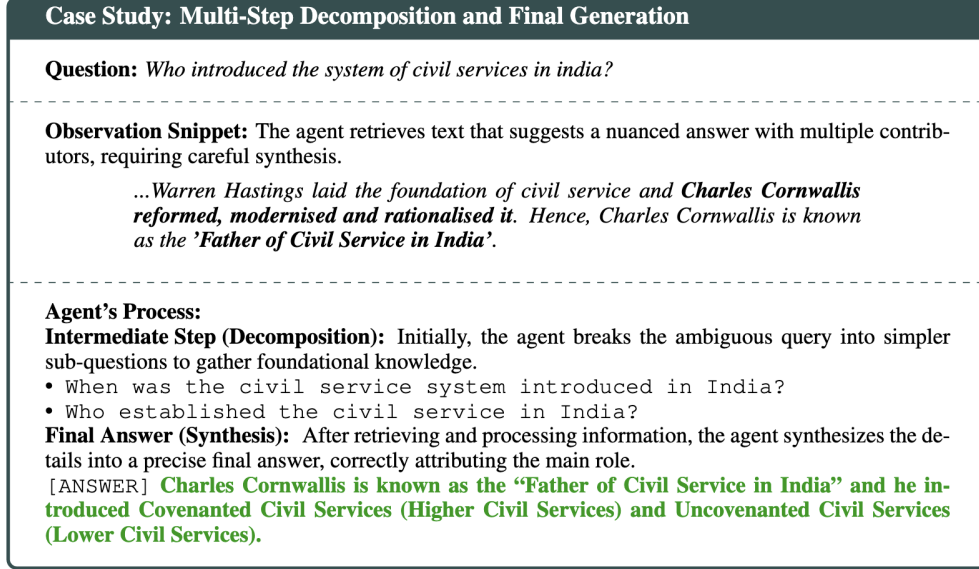 Case Study: Multi-Step Decomposition and Final Generation
Question: Who introduced the system of civil services in india?
Observation Snippet: The agent retrieves text that suggests a nuanced answer with multiple contrib-
utors, requiring careful synthesis.
...Warren Hastings laid the foundation of civil service and Charles Cornwallis
reformed, modernised and rationalised it. Hence, Charles Cornwallis is known
as the ’Father of Civil Service in India’.
Agent’s Process:
Intermediate Step (Decomposition): Initially, the agent breaks the ambiguous query into simpler
sub-questions to gather foundational knowledge.
• When was the civil service system introduced in India?
• Who established the civil service in India?
Final Answer (Synthesis): After retrieving and processing information, the agent synthesizes the de-
tails into a precise final answer, correctly attributing the main role.
[ANSWER] Charles Cornwallis is known as the “Father of Civil Service in India” and he in-
troduced Covenanted Civil Services (Higher Civil Services) and Uncovenanted Civil Services
(Lower Civil Services).